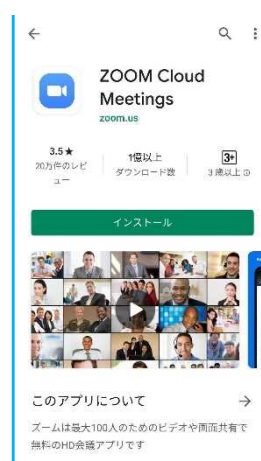 ZOOM Cloud
Meetings
zoom.us
3.5★
20万件のレビ
ュー
1億以上
ダウンロード数
3+
3 歳以上
インストール
このアプリについて
ズームは最大100人のためのビデオや画面共有で
無料のHD会議アプリです